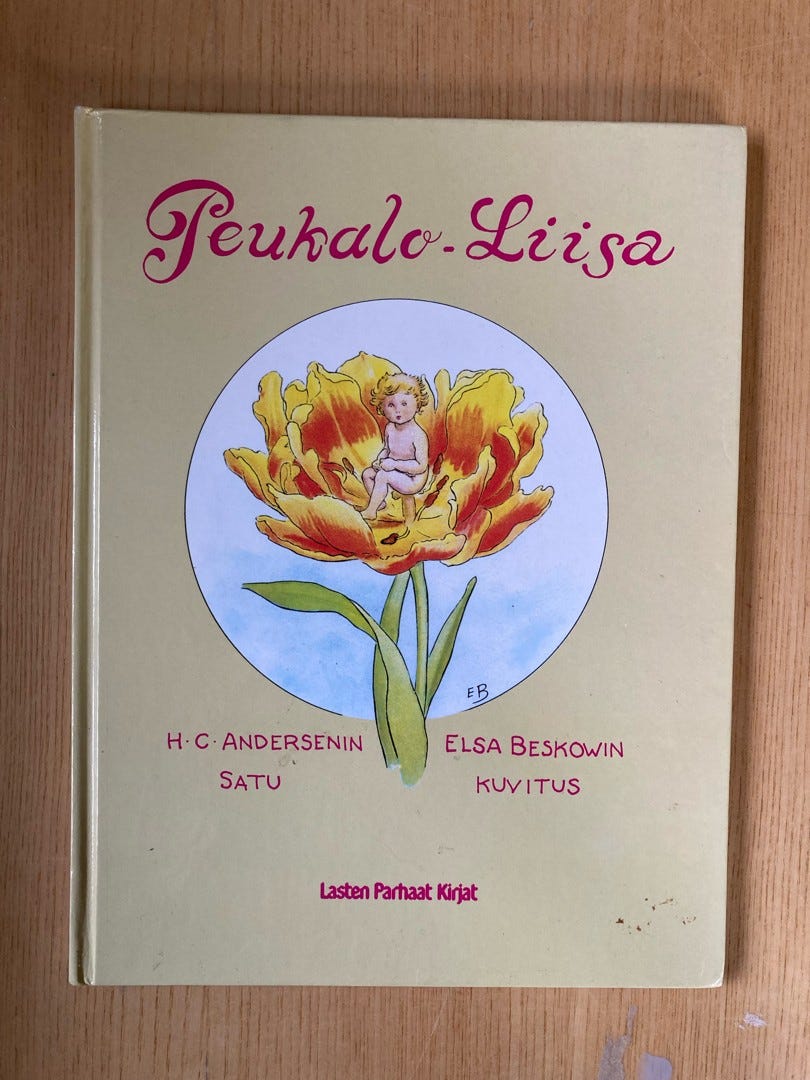 Peukalo-Liisa
EB
H·C·ANDERSENIN
SATU
ELSA BESKOWIN
KUVITUS
Lasten Parhaat Kirjat